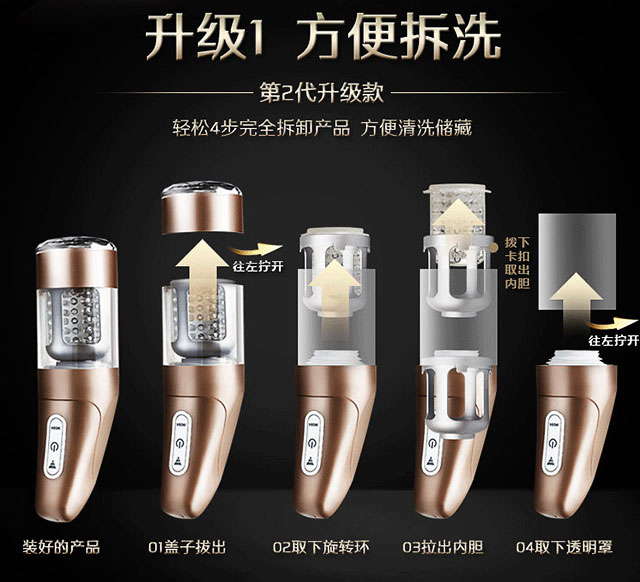 升级1 方便拆洗
第2代升级款
轻松4步完全拆卸产品 方便清洗储藏
往左拧开
拨下
卡扣
取出
内胆
往左拧开
装好的产品
01盖子拔出
02取下旋转环
03拉出内胆
04取下透明罩